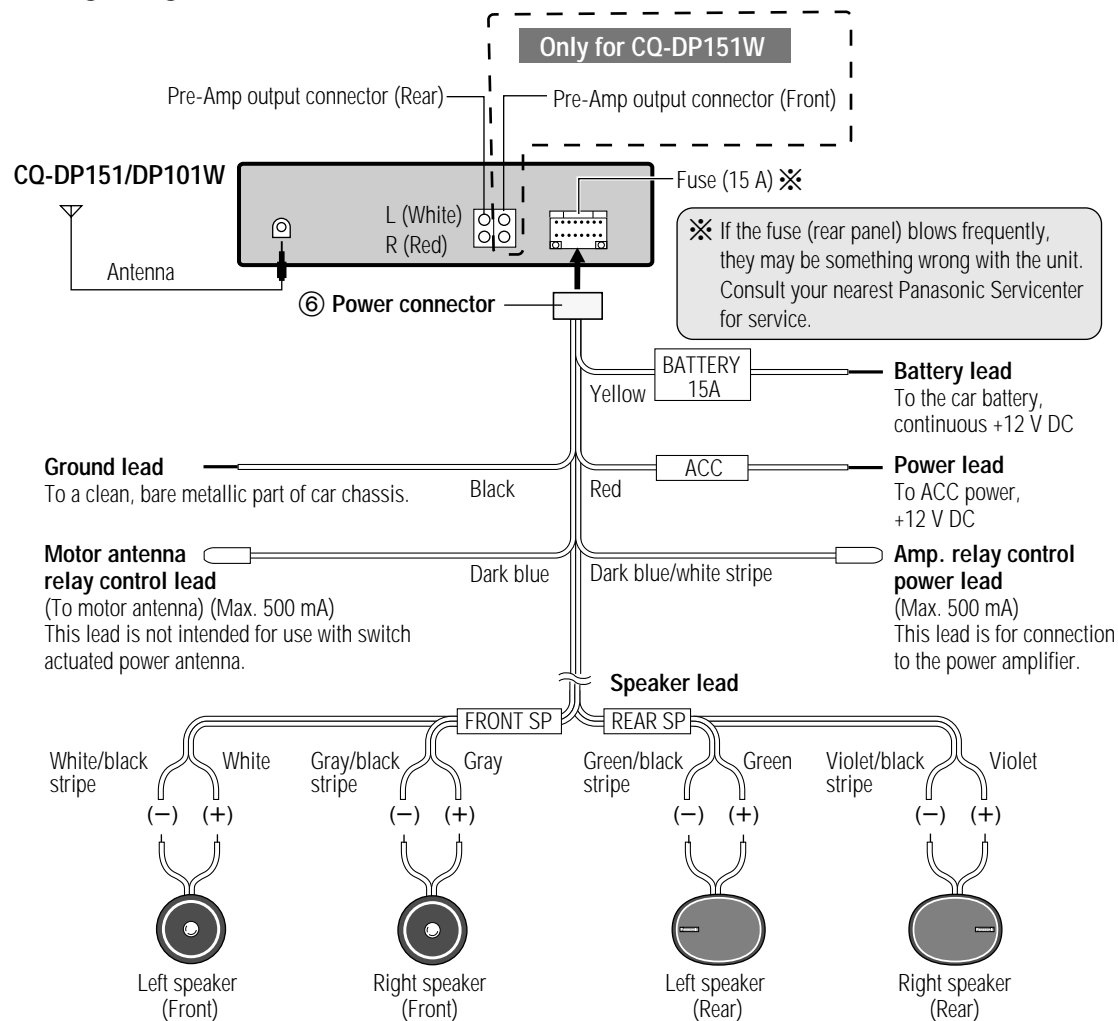 Only for CQ-DP151W
Pre-Amp output connector (Rear)
Pre-Amp output connector (Front)
CQ-DP151/DP101W
Fuse (15 A) ※
L (White)
R (Red)
Antenna
※ If the fuse (rear panel) blows frequently,
they may be something wrong with the unit.
Consult your nearest Panasonic Servicenter
for service.
⑥ Power connector
Yellow
BATTERY
15A
Battery lead
To the car battery,
continuous +12 V DC
Ground lead
To a clean, bare metallic part of car chassis.
Black
Red
ACC
Power lead
To ACC power,
+12 V DC
Motor antenna
relay control lead
(To motor antenna) (Max. 500 mA)
This lead is not intended for use with switch
actuated power antenna.
Dark blue
Dark blue/white stripe
Amp. relay control
power lead
(Max. 500 mA)
This lead is for connection
to the power amplifier.
Speaker lead
FRONT SP
REAR SP
White/black
stripe
White
Gray/black
stripe
Gray
Green/black
stripe
Green
Violet/black
stripe
Violet
(−) (+)
(−) (+)
(−) (+)
(−) (+)
Left speaker
(Front)
Right speaker
(Front)
Left speaker
(Rear)
Right speaker
(Rear)